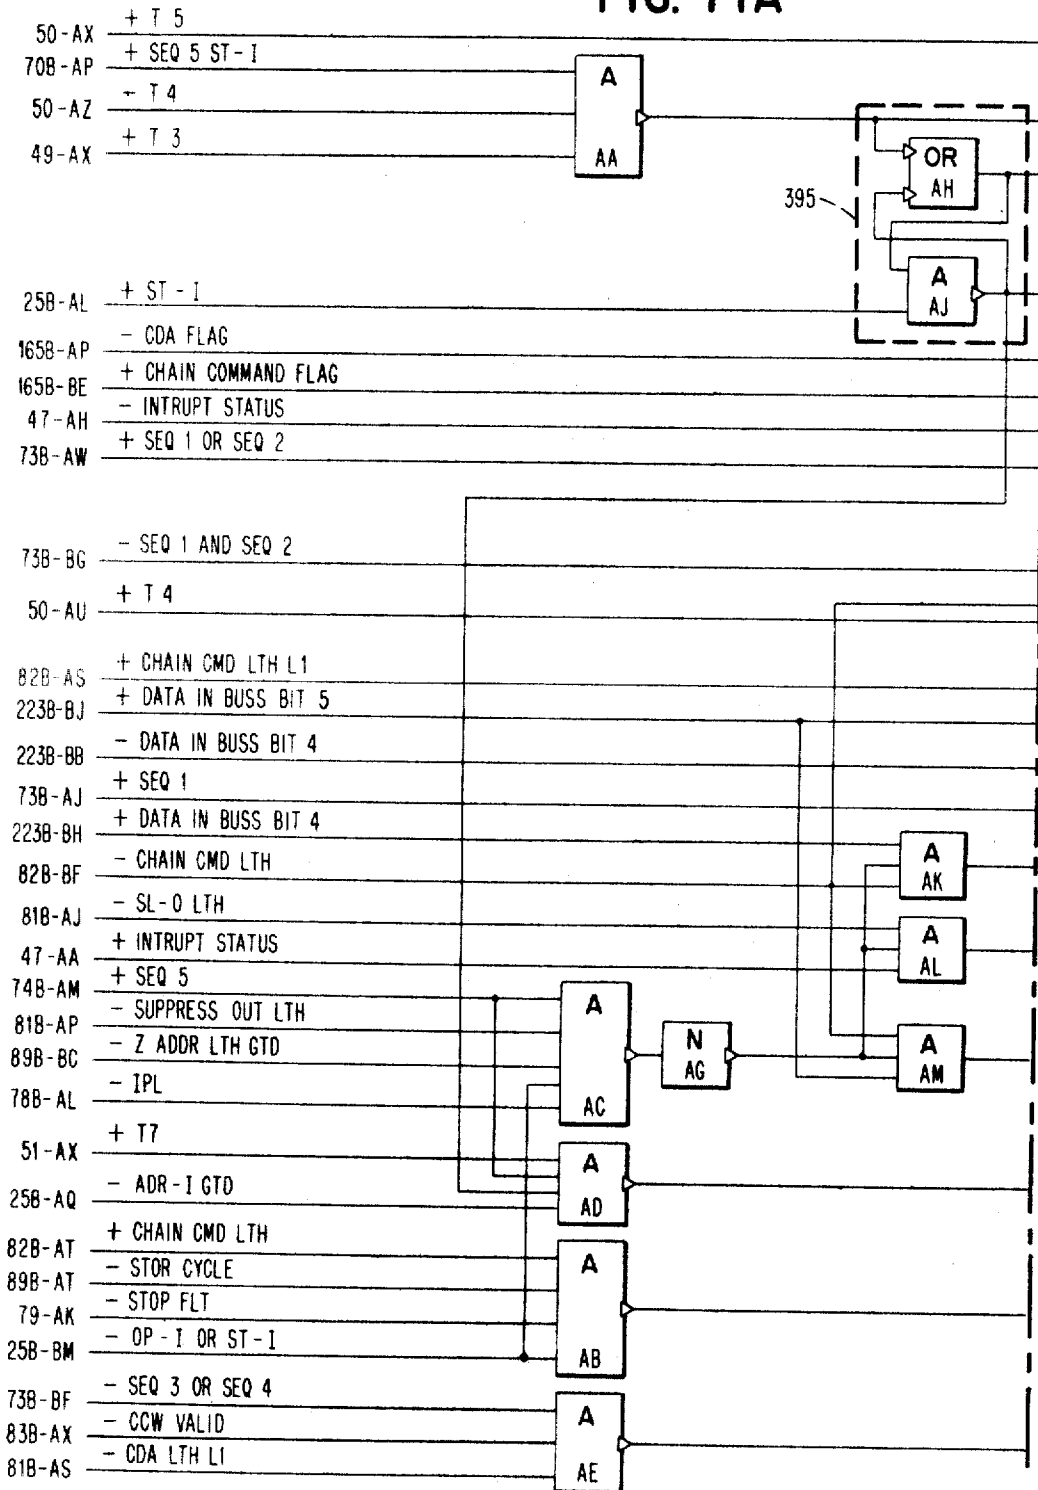 FIG. 71A
50-AX + T 5
70B-AP + SEQ 5 ST-I
50-AZ - T 4
49-AX + T 3
A
AA
395
OR
AH
A
AJ
25B-AL + ST-I
165B-AP - CDA FLAG
165B-BE + CHAIN COMMAND FLAG
47-AH - INTRUPT STATUS
73B-AW + SEQ 1 OR SEQ 2
73B-BG - SEQ 1 AND SEQ 2
50-AU + T 4
82B-AS + CHAIN CMD LTH L1
223B-BJ + DATA IN BUSS BIT 5
223B-BB - DATA IN BUSS BIT 4
73B-AJ + SEQ 1
223B-BH + DATA IN BUSS BIT 4
82B-BF - CHAIN CMD LTH
A
AK
81B-AJ - SL-O LTH
47-AA + INTRUPT STATUS
A
AL
74B-AM + SEQ 5
81B-AP - SUPPRESS OUT LTH
89B-BC - Z ADDR LTH GTD
78B-AL - IPL
A
AC
N
AG
A
AM
51-AX + T7
25B-AQ - ADR-I GTD
A
AD
82B-AT + CHAIN CMD LTH
89B-AT - STOR CYCLE
79-AK - STOP FLT
25B-BM - OP-I OR ST-I
A
AB
73B-BF - SEQ 3 OR SEQ 4
83B-AX - CCW VALID
81B-AS - CDA LTH L1
A
AE